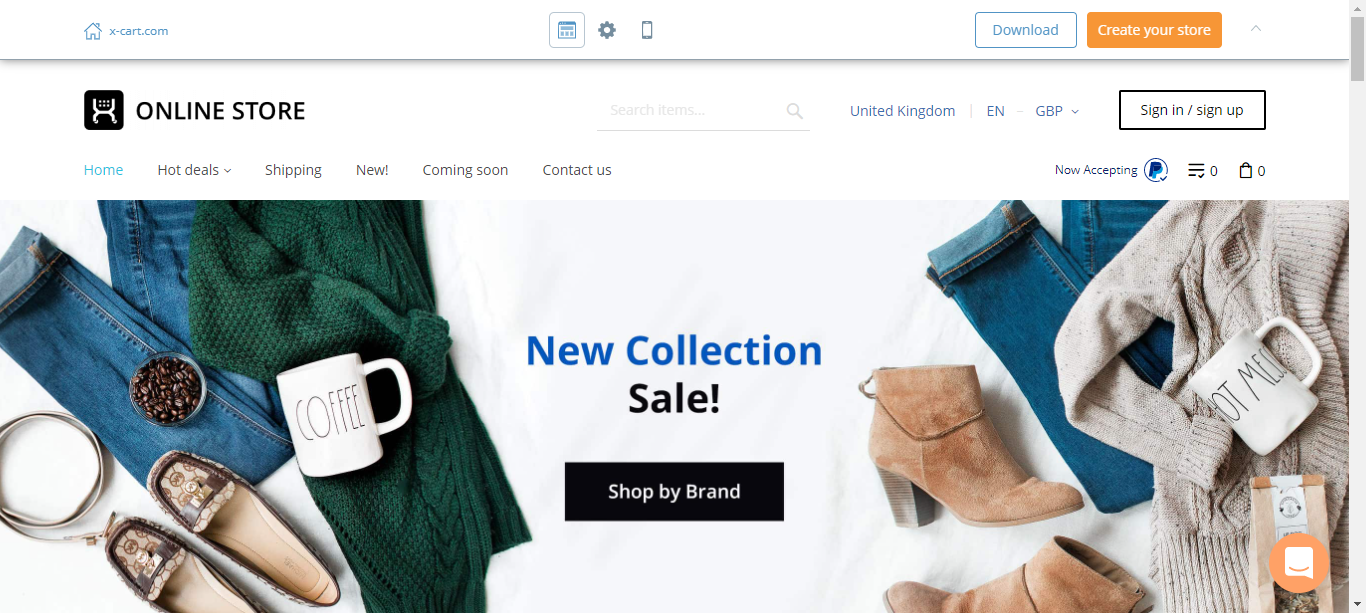 x-cart.com
Download
Create your store
ONLINE STORE
Search items...
United Kingdom
EN
GBP
Sign in / sign up
Home
Hot deals
Shipping
New!
Coming soon
Contact us
Now Accepting
0
0
New Collection
Sale!
Shop by Brand
COFFEE
HOT MESS